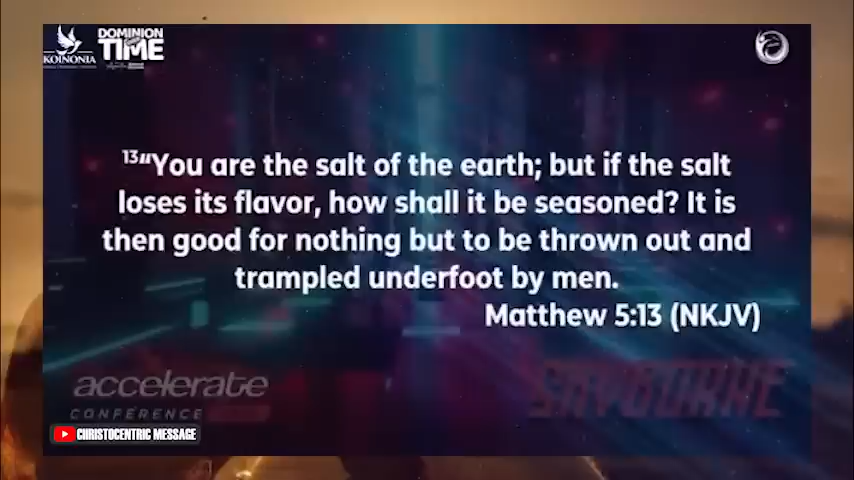 KOINONIA
DOMINION
TIME
13“You are the salt of the earth; but if the salt
loses its flavor, how shall it be seasoned? It is
then good for nothing but to be thrown out and
trampled underfoot by men.
Matthew 5:13 (NKJV)
accelerate
CONFERENCE
CHRISTOCENTRIC MESSAGE